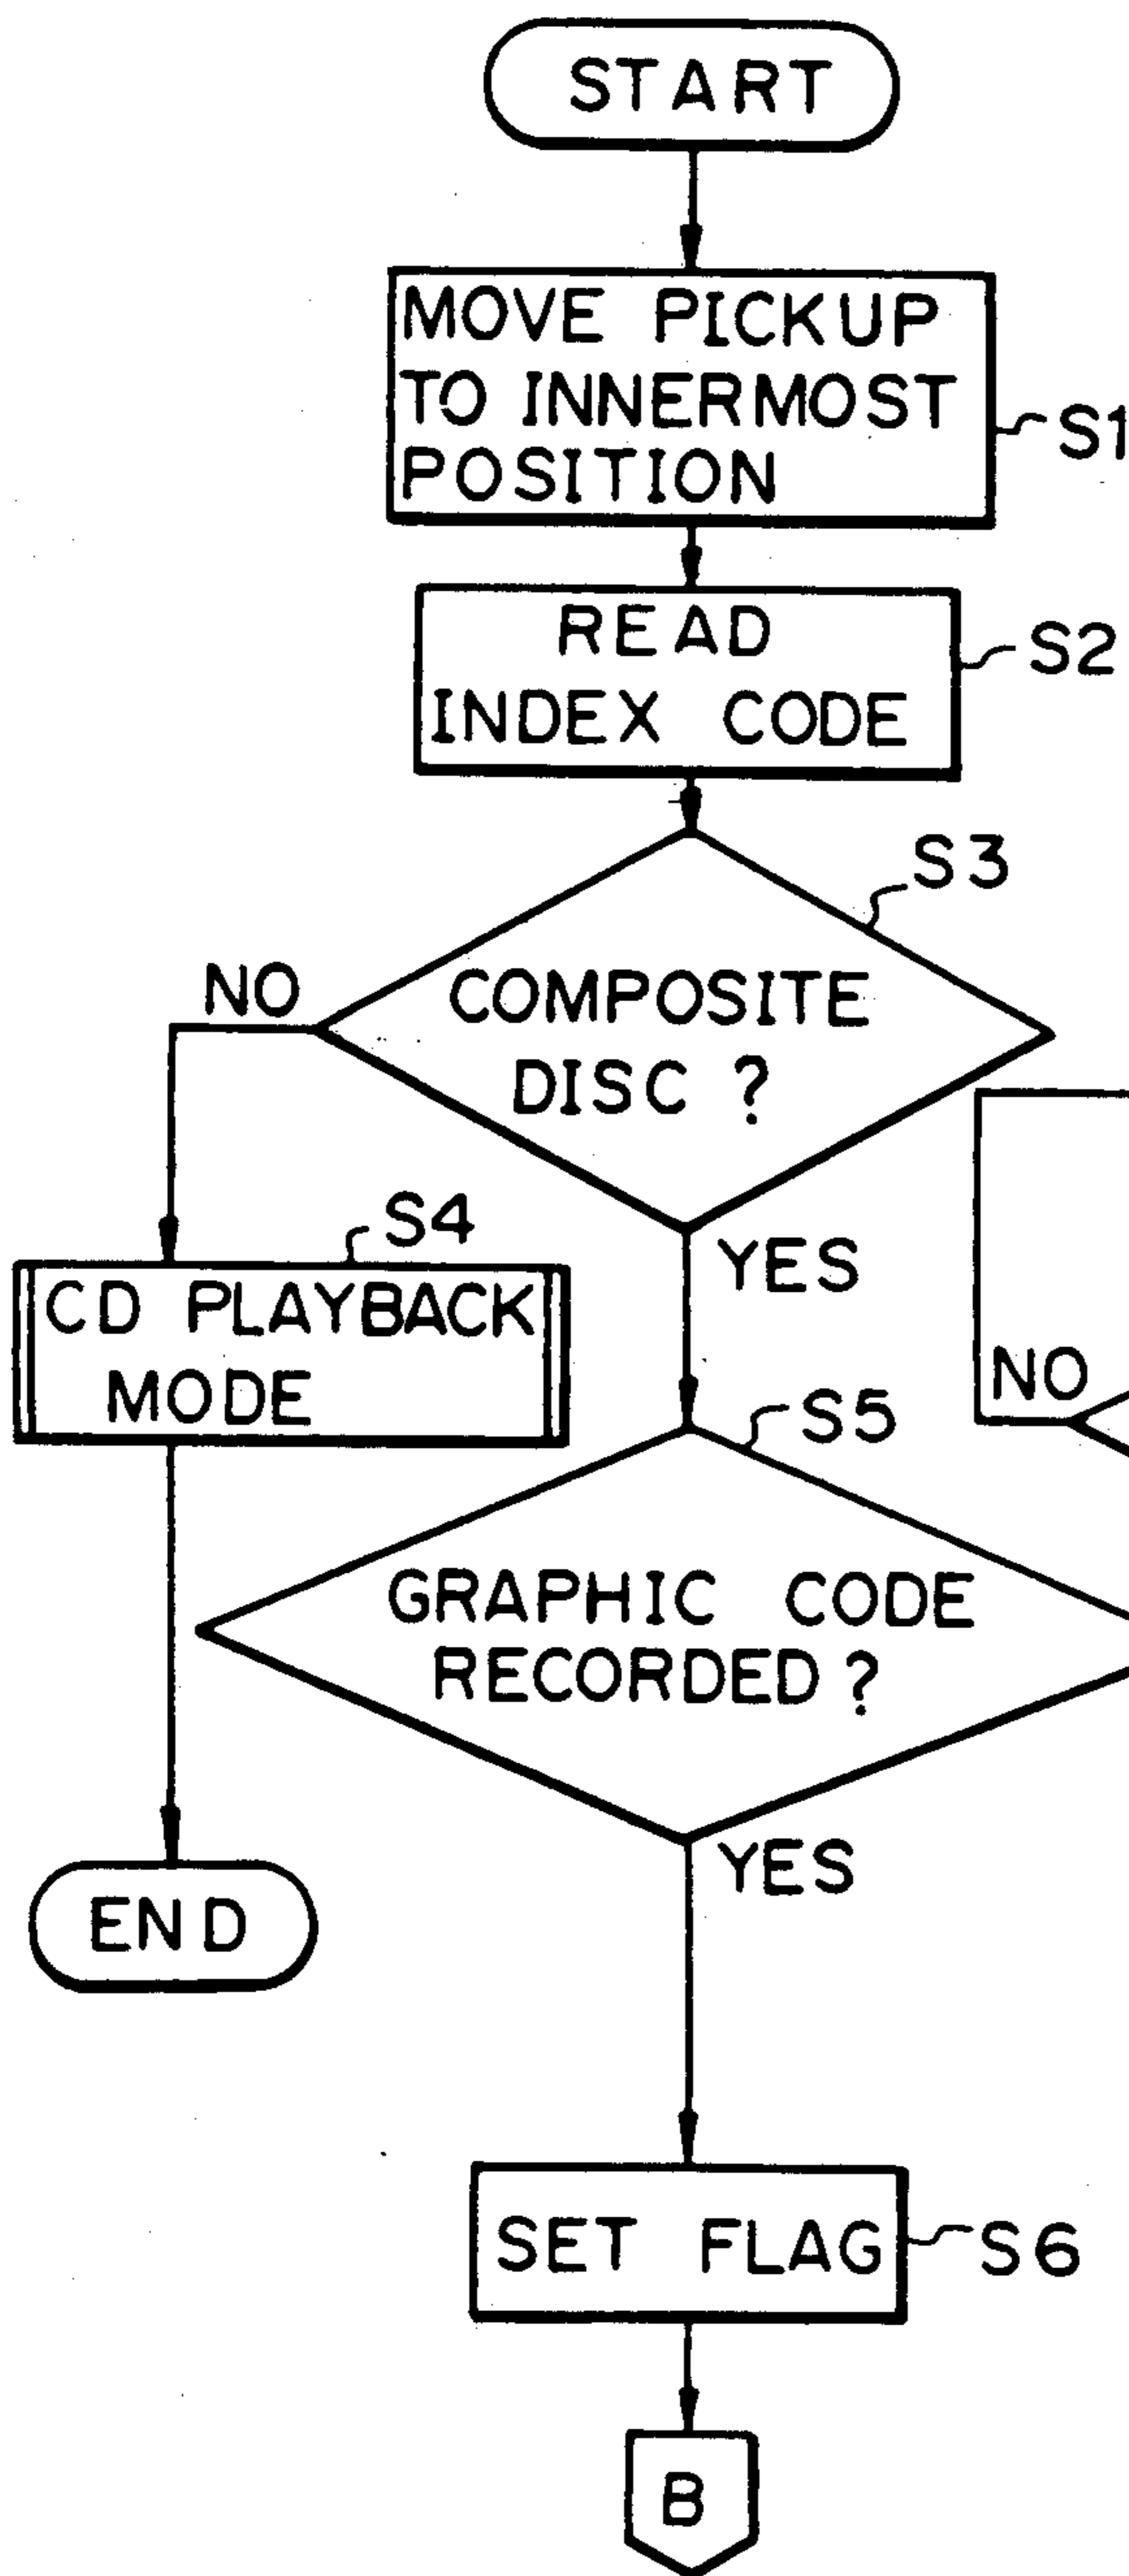 START
MOVE PICKUP
TO INNERMOST
POSITION
S1
READ
INDEX CODE
S2
S3
COMPOSITE
DISC ?
NO
YES
S4
CD PLAYBACK
MODE
NO
S5
GRAPHIC CODE
RECORDED ?
YES
END
SET FLAG
S6
B